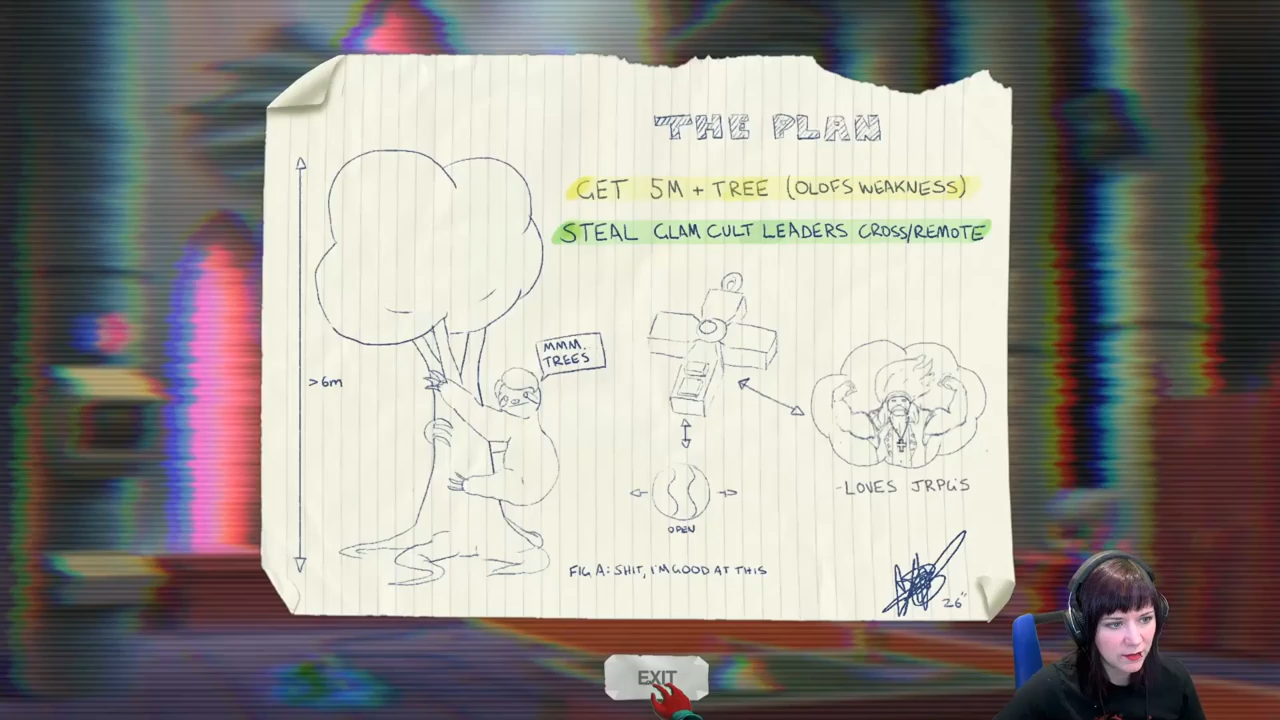 THE PLAN
GET 5M + TREE (OLOFS WEAKNESS)
STEAL GLAM CULT LEADERS CROSS/REMOTE
MMM.
TREES
>6m
-LOVES JRPGS
OPEN
FIG A: SHIT, I'M GOOD AT THIS
26"
EXIT